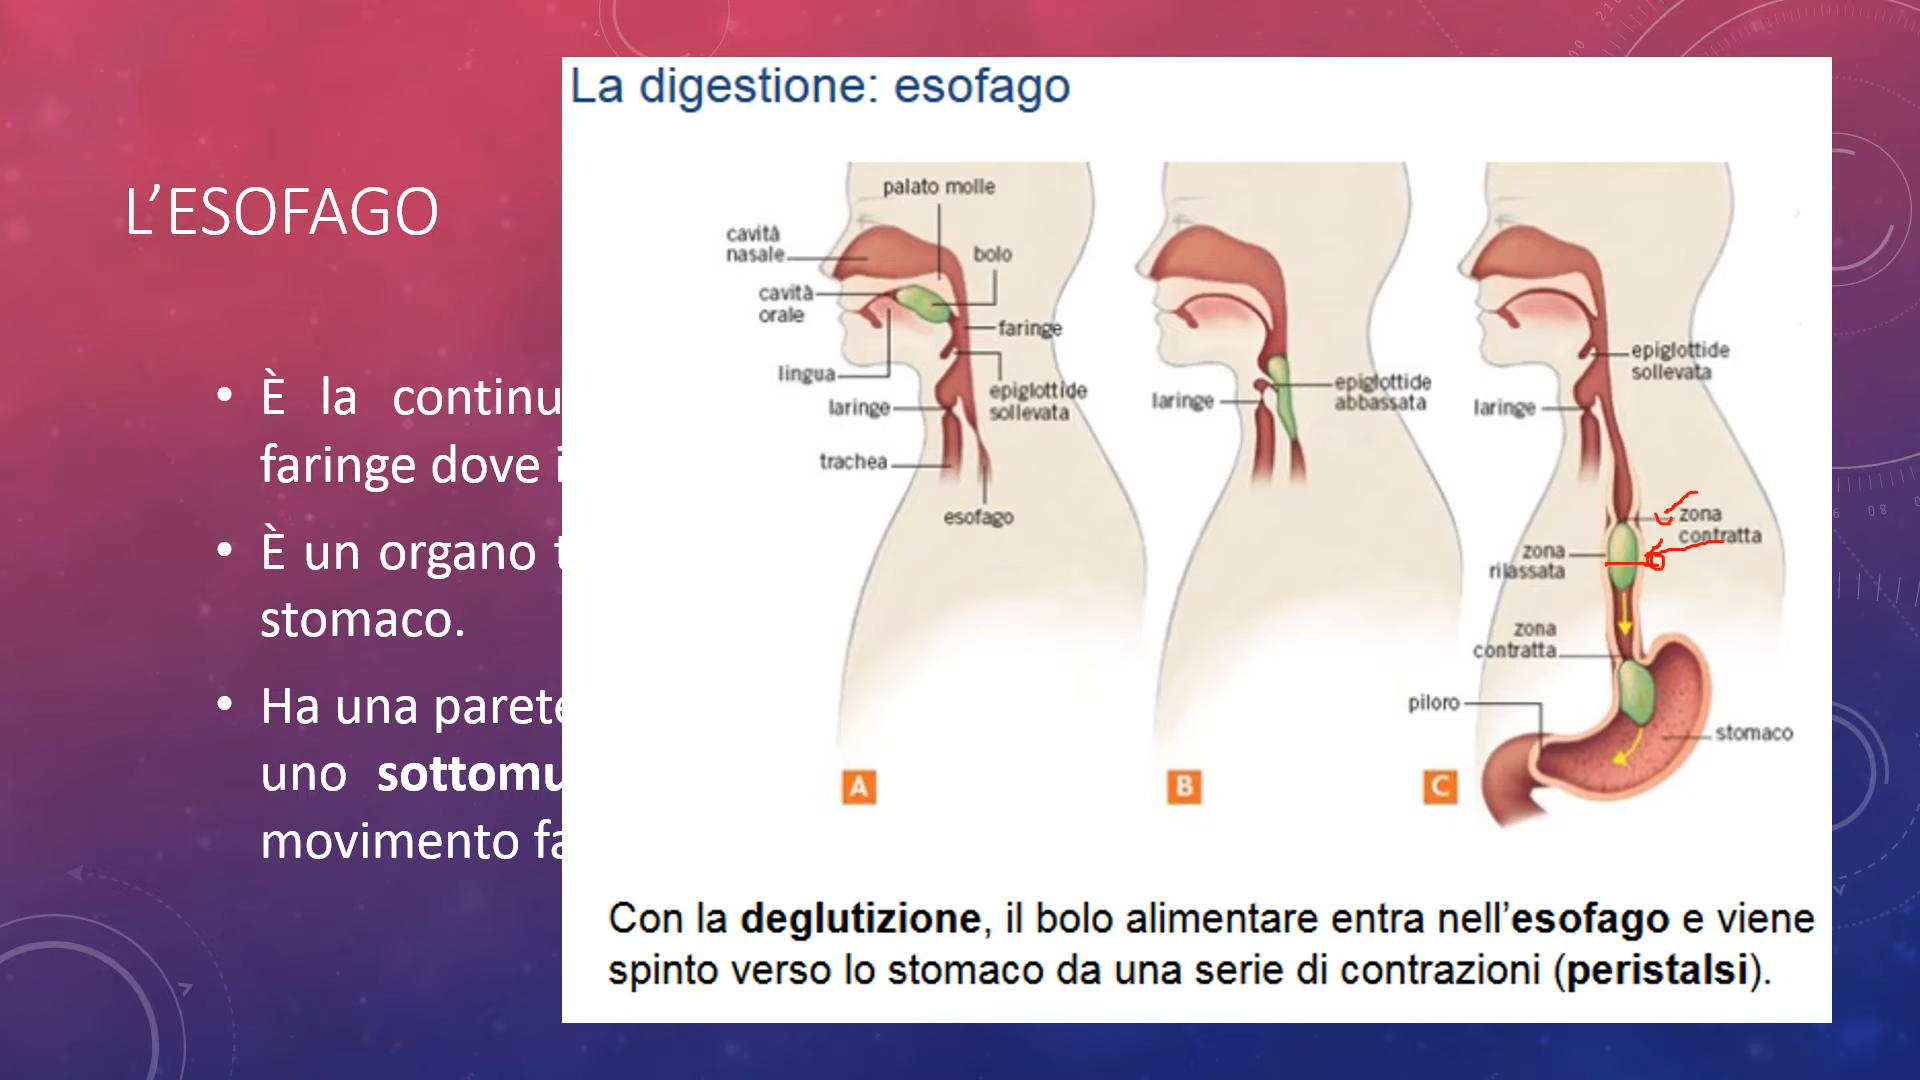 L'ESOFAGO
• È la continu
faringe dove i
• È un organo
stomaco.
• Ha una parete
uno sottomu
movimento fa
La digestione: esofago
palato molle
cavità
nasale
bolo
cavità
orale
faringe
lingua
epiglottide
sollevata
laringe
trachea
esofago
A
laringe
epiglottide
abbassata
B
epiglottide
sollevata
laringe
zona
contratta
zona
rilassata
zona
contratta
piloro
stomaco
C
Con la deglutizione, il bolo alimentare entra nell'esofago e viene
spinto verso lo stomaco da una serie di contrazioni (peristalsi).